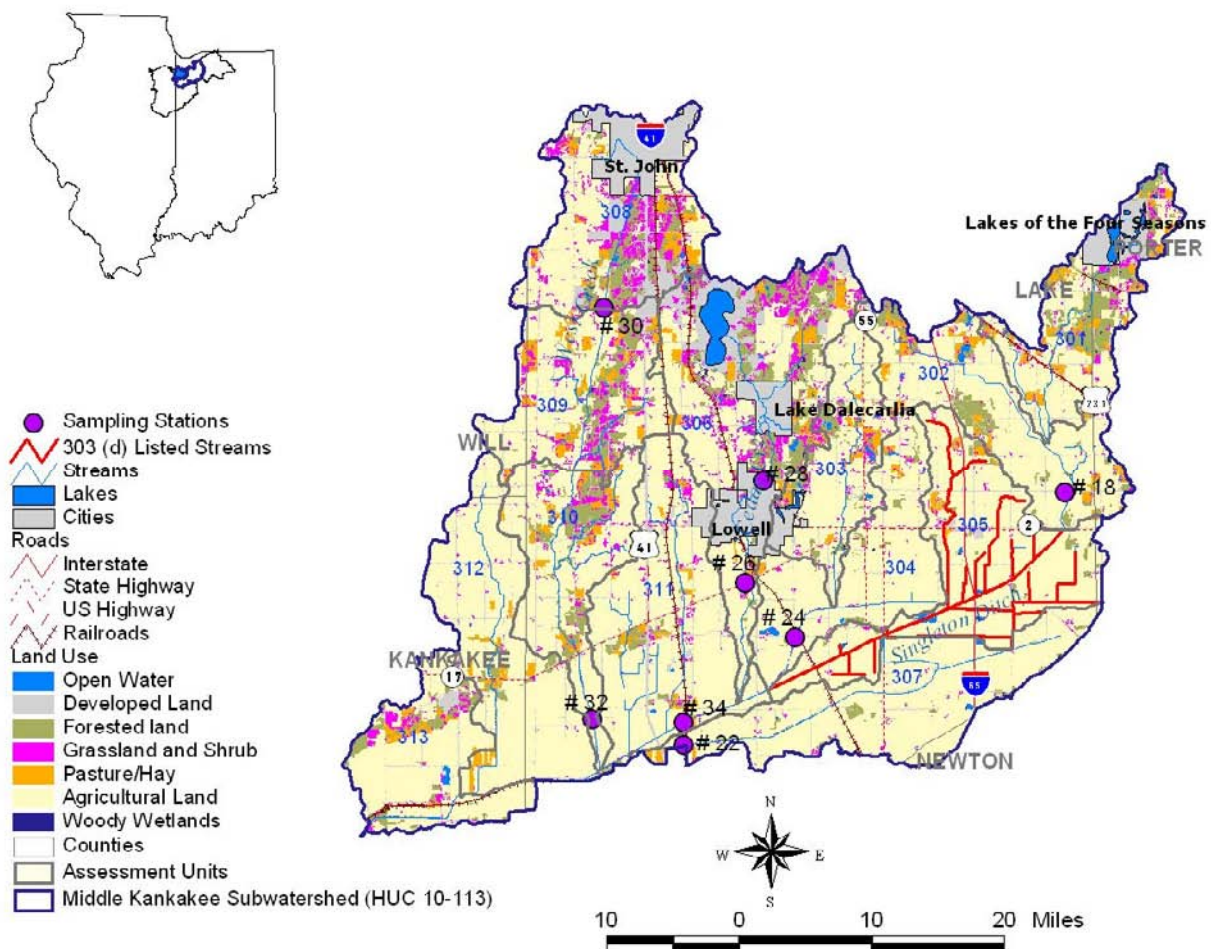 41
St. John
308
Lakes of the Four Seasons
PORTER
LAKE
# 30
55
301
302
231
309
306
Lake Dalecarlia
WILL
303
# 28
# 18
310
Lowell
305
2
41
312
# 26
304
311
# 24
Singleton Ditch
KANKAKEE
17
307
65
# 32
# 34
313
# 22
NEWTON
Sampling Stations
303 (d) Listed Streams
Streams
Lakes
Cities
Roads
Interstate
State Highway
US Highway
Railroads
Land Use
Open Water
Developed Land
Forested land
Grassland and Shrub
Pasture/Hay
Agricultural Land
Woody Wetlands
Counties
Assessment Units
Middle Kankakee Subwatershed (HUC 10-113)
N
W E
S
10 0 10 20 Miles